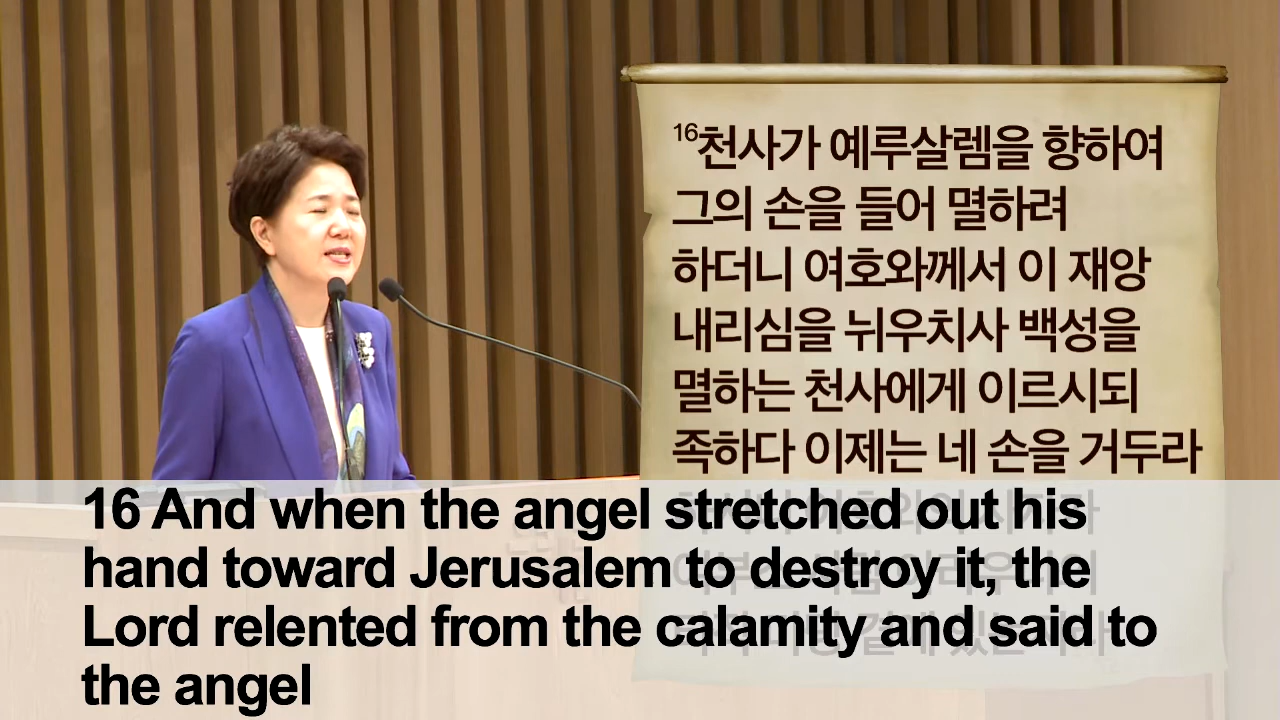 16천사가 예루살렘을 향하여
그의 손을 들어 멸하려
하더니 여호와께서 이 재앙
내리심을 뉘우치사 백성을
멸하는 천사에게 이르시되
족하다 이제는 네 손을 거두라
16 And when the angel stretched out his
hand toward Jerusalem to destroy it, the
Lord relented from the calamity and said to
the angel